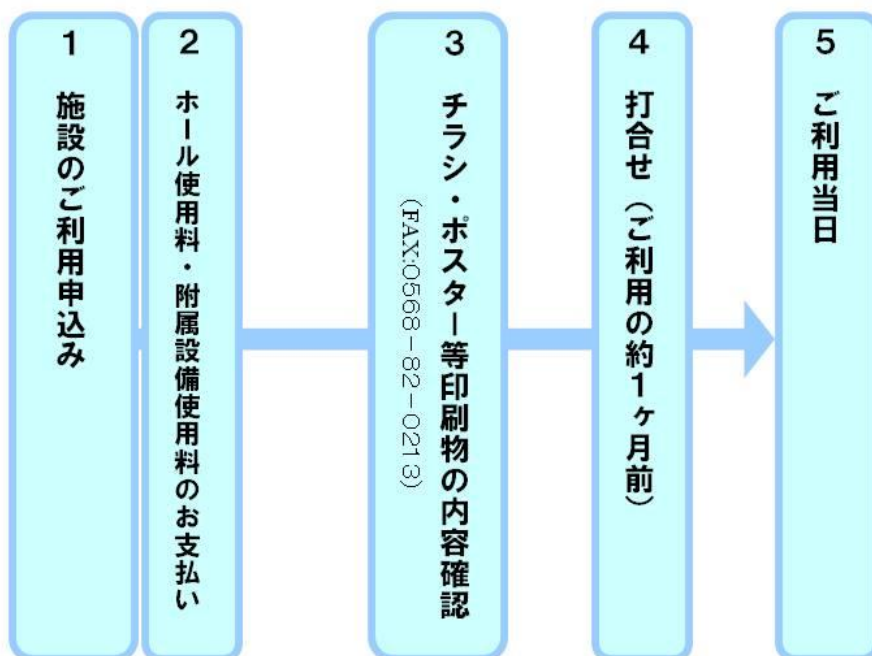 1
施設のご利用申込み
2
ホール使用料・附属設備使用料のお支払い
3
チラシ・ポスター等印刷物の内容確認
(FAX:0568-82-0213)
4
打合せ（ご利用の約1ヶ月前）
5
ご利用当日